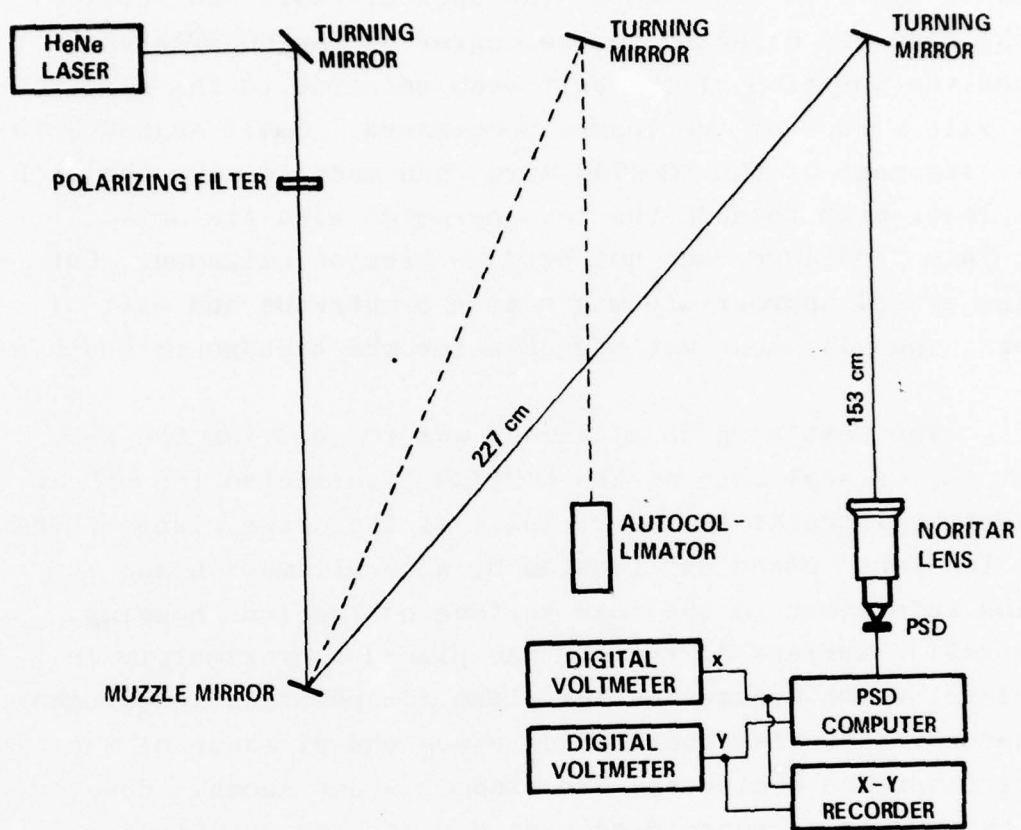 HeNe
LASER
TURNING
MIRROR
TURNING
MIRROR
TURNING
MIRROR
POLARIZING FILTER
227 cm
153 cm
AUTOCOL-
LIMATOR
NORITAR
LENS
PSD
MUZZLE MIRROR
DIGITAL
VOLTMETER
x
PSD
COMPUTER
DIGITAL
VOLTMETER
Y
X-Y
RECORDER